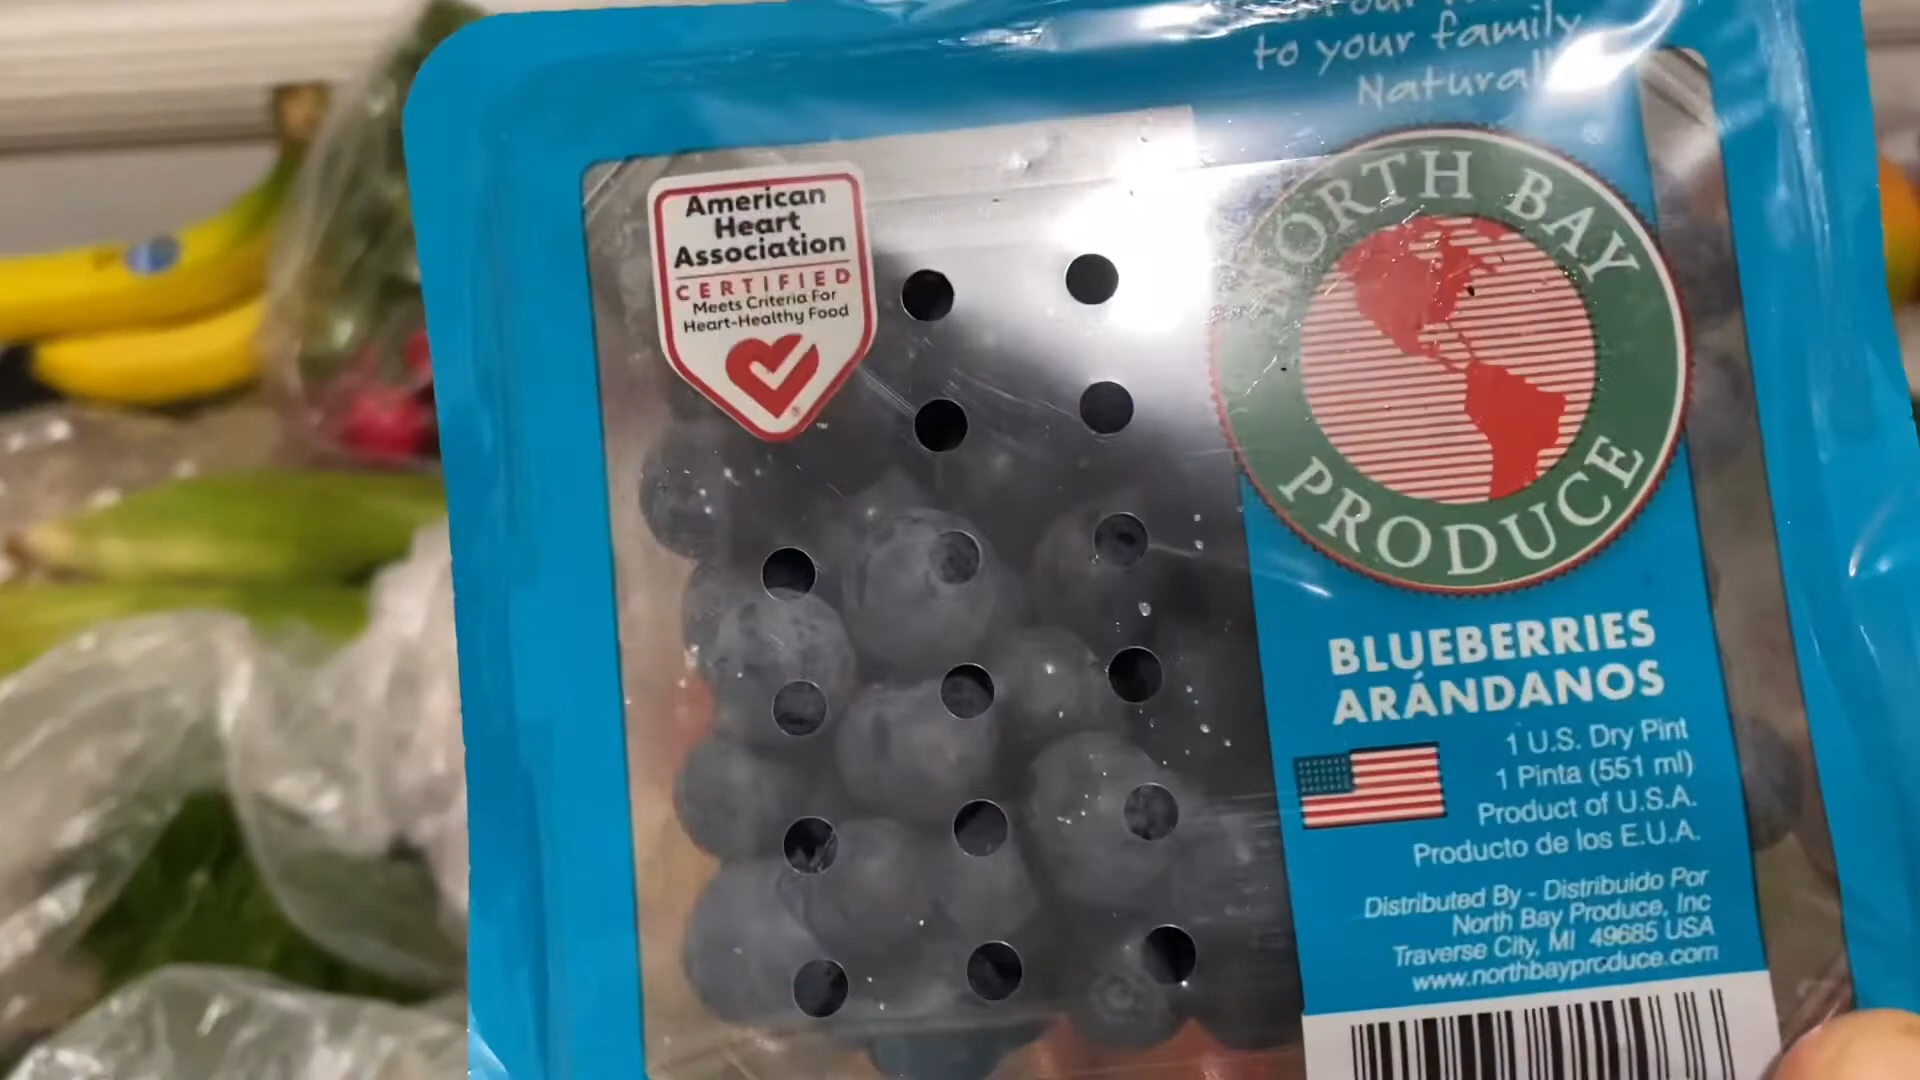 to your family
Naturally
American
Heart
Association
CERTIFIED
Meets Criteria For
Heart-Healthy Food
NORTH BAY
PRODUCE
BLUEBERRIES
ARÁNDANOS
1 U.S. Dry Pint
1 Pinta (551 ml)
Product of U.S.A.
Producto de los E.U.A.
Distributed By - Distribuido Por
North Bay Produce, Inc
Traverse City, MI 49685 USA
www.northbayproduce.com